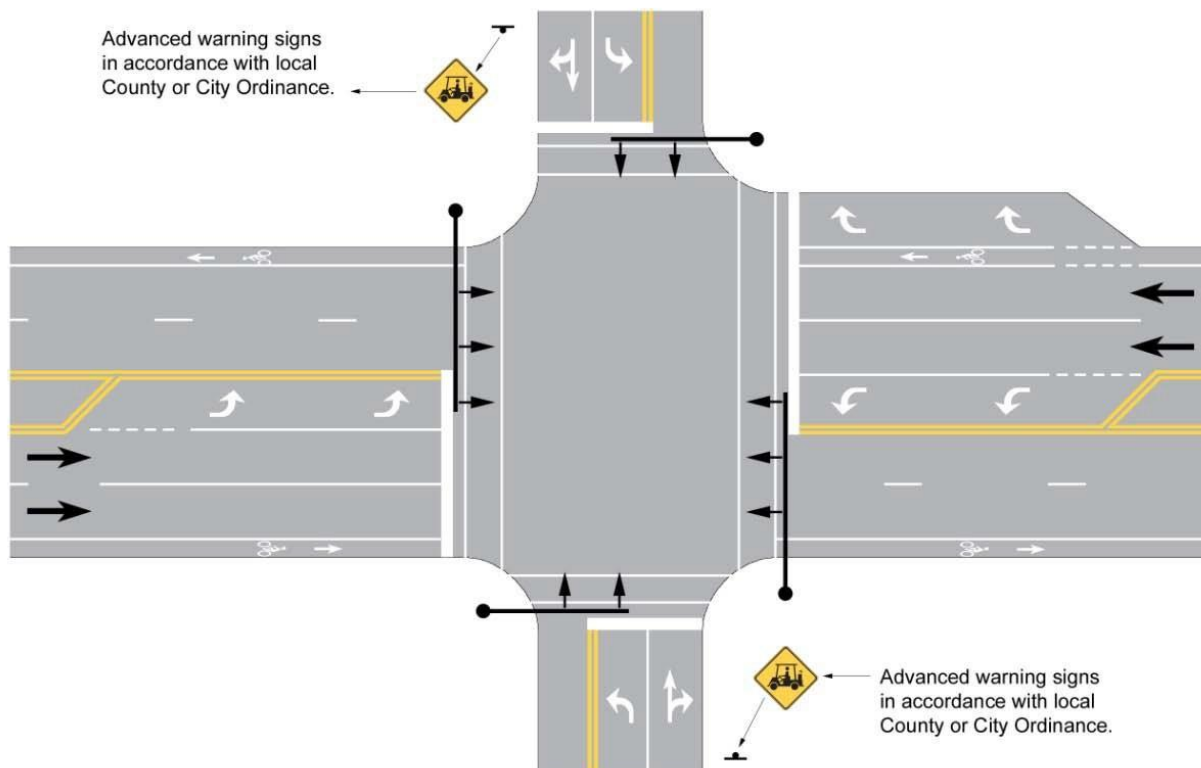 Advanced warning signs
in accordance with local
County or City Ordinance.
Advanced warning signs
in accordance with local
County or City Ordinance.